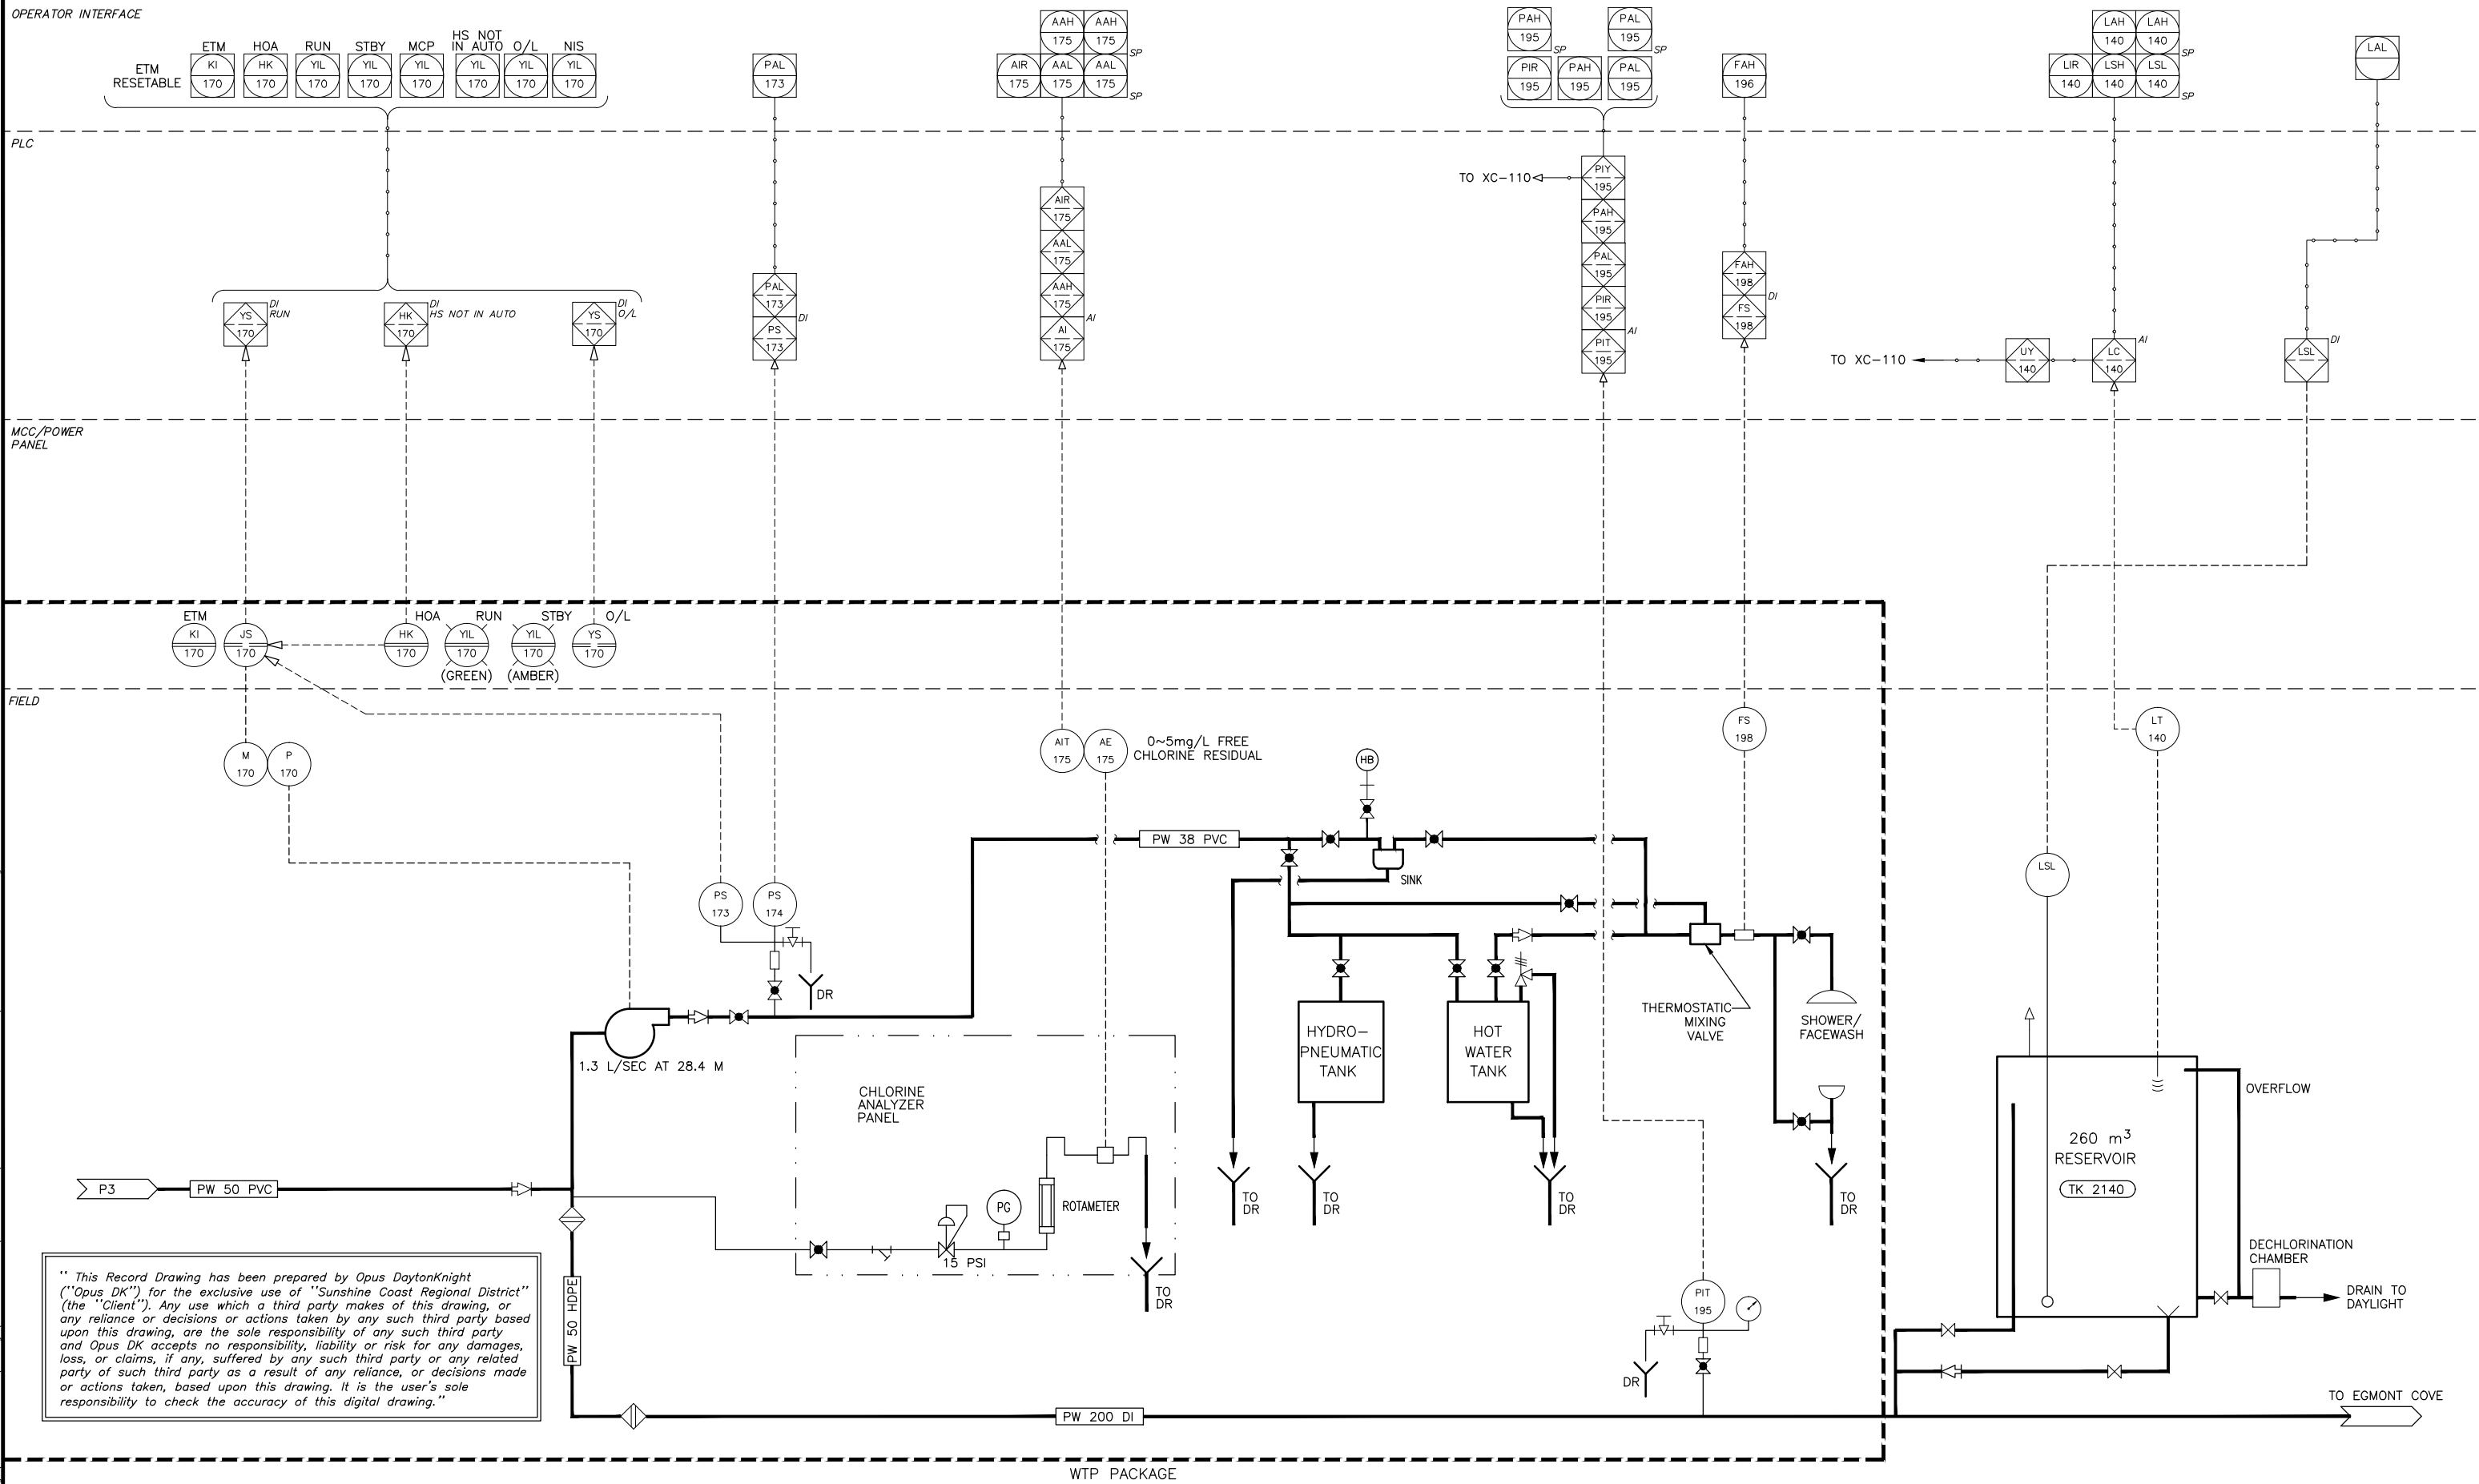 OPERATOR INTERFACE
ETM
RESETABLE
ETM
KI
170
HOA
HK
170
RUN
YIL
170
STBY
YIL
170
MCP
YIL
170
HS NOT
IN AUTO
YIL
170
O/L
YIL
170
NIS
YIL
170
PAL
173
AAH
175
AAH
175
SP
AIR
175
AAL
175
AAL
175
SP
PAH
195
SP
PAL
195
SP
PIR
195
PAH
195
PAL
195
FAH
196
LAH
140
LAH
140
SP
LIR
140
LSH
140
LSL
140
SP
LAL
PLC
YS
170
DI
RUN
HK
170
DI
HS NOT IN AUTO
YS
170
DI
O/L
PAL
173
PS
173
DI
AIR
175
AAL
175
AAH
175
AI
175
AI
TO XC-110
PIY
195
PAH
195
PAL
195
PIR
195
PIT
195
AI
FAH
198
FS
198
DI
TO XC-110
UY
140
LC
140
AI
LSL
DI
MCC/POWER
PANEL
ETM
KI
170
JS
170
HOA
HK
170
RUN
YIL
170
(GREEN)
STBY
YIL
170
(AMBER)
O/L
YS
170
FIELD
M
170
P
170
PS
173
PS
174
DR
AIT
175
AE
175
0~5mg/L FREE
CHLORINE RESIDUAL
HB
PW 38 PVC
SINK
FS
198
LSL
LT
140
1.3 L/SEC AT 28.4 M
CHLORINE
ANALYZER
PANEL
HYDRO-
PNEUMATIC
TANK
HOT
WATER
TANK
THERMOSTATIC
MIXING
VALVE
SHOWER/
FACEWASH
OVERFLOW
260 m³
RESERVOIR
TK 2140
P3
PW 50 PVC
PG
ROTAMETER
15 PSI
TO
DR
TO
DR
TO
DR
TO
DR
TO
DR
DECHLORINATION
CHAMBER
DRAIN TO
DAYLIGHT
PIT
195
DR
PW 50 HDPE
PW 200 DI
TO EGMONT COVE
WTP PACKAGE
'' This Record Drawing has been prepared by Opus DaytonKnight
(''Opus DK'') for the exclusive use of ''Sunshine Coast Regional District''
(the ''Client''). Any use which a third party makes of this drawing, or
any reliance or decisions or actions taken by any such third party based
upon this drawing, are the sole responsibility of any such third party
and Opus DK accepts no responsibility, liability or risk for any damages,
loss, or claims, if any, suffered by any such third party or any related
party of such third party as a result of any reliance, or decisions made
or actions taken, based upon this drawing. It is the user's sole
responsibility to check the accuracy of this digital drawing.''